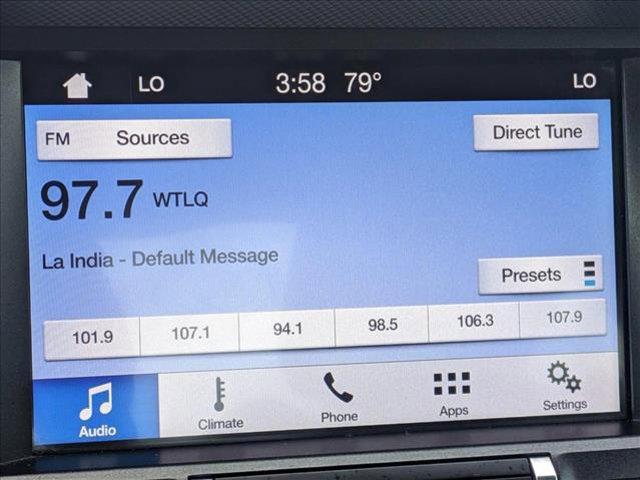 LO 3:58 79° LO
FM Sources
Direct Tune
97.7 WTLQ
La India - Default Message
Presets
101.9 107.1 94.1 98.5 106.3 107.9
Audio Climate Phone Apps Settings